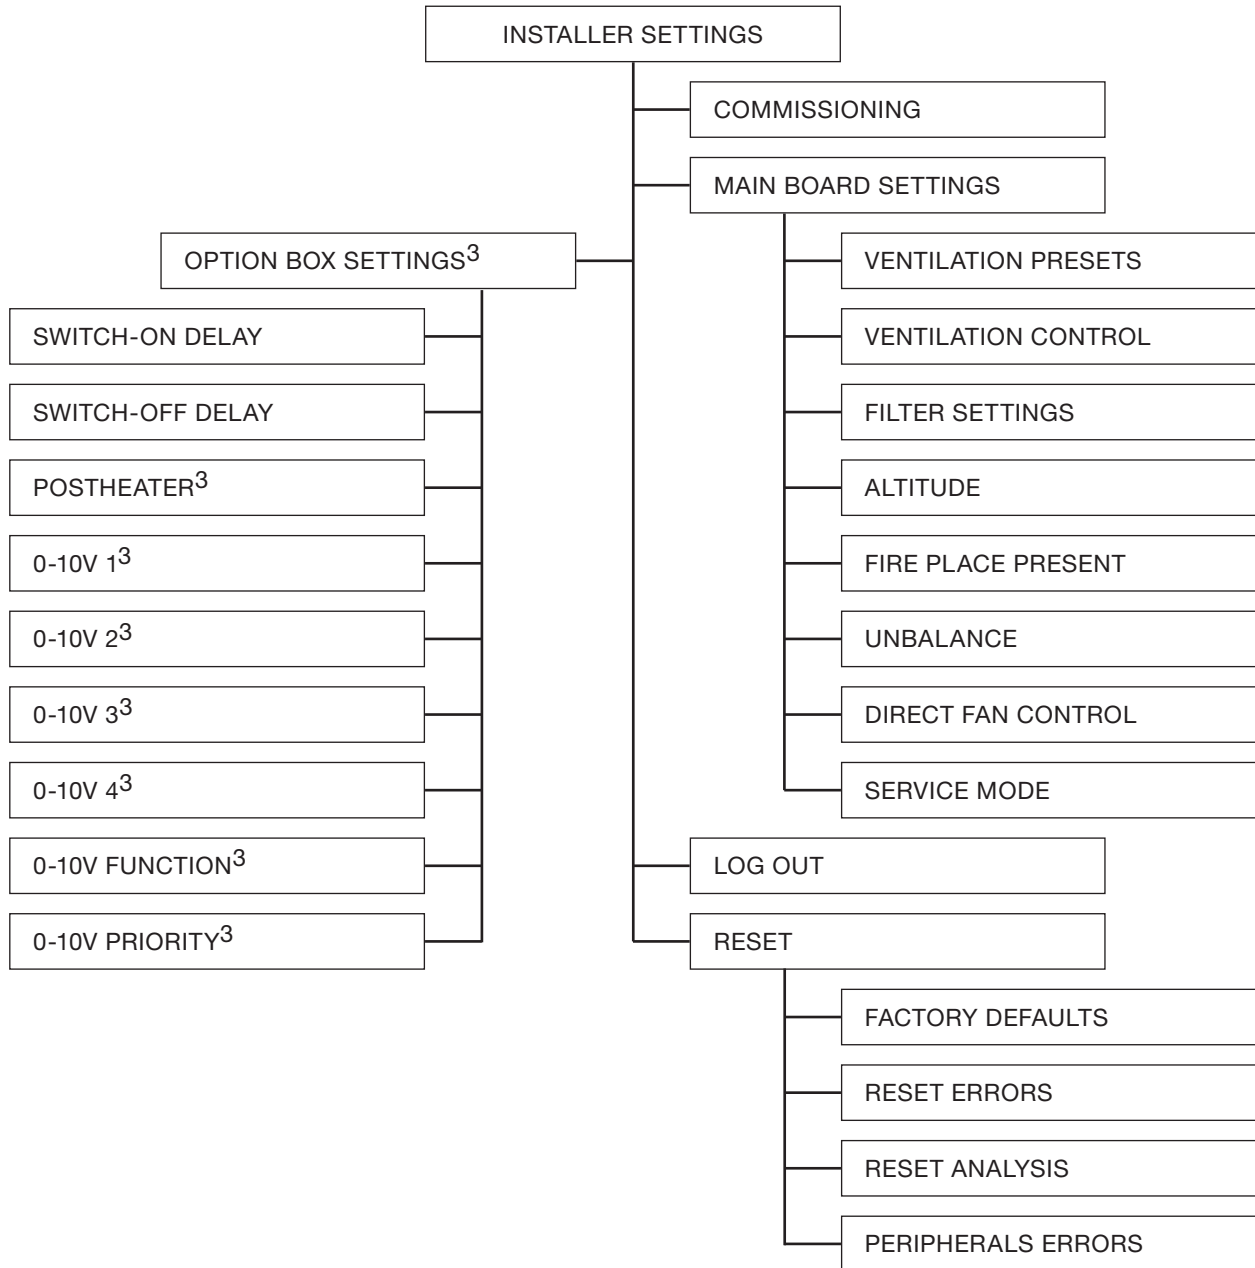 INSTALLER SETTINGS
COMMISSIONING
MAIN BOARD SETTINGS
OPTION BOX SETTINGS3
VENTILATION PRESETS
SWITCH-ON DELAY
VENTILATION CONTROL
SWITCH-OFF DELAY
FILTER SETTINGS
POSTHEATER3
ALTITUDE
0-10V 13
FIRE PLACE PRESENT
0-10V 23
UNBALANCE
0-10V 33
DIRECT FAN CONTROL
0-10V 43
SERVICE MODE
0-10V FUNCTION3
LOG OUT
0-10V PRIORITY3
RESET
FACTORY DEFAULTS
RESET ERRORS
RESET ANALYSIS
PERIPHERALS ERRORS